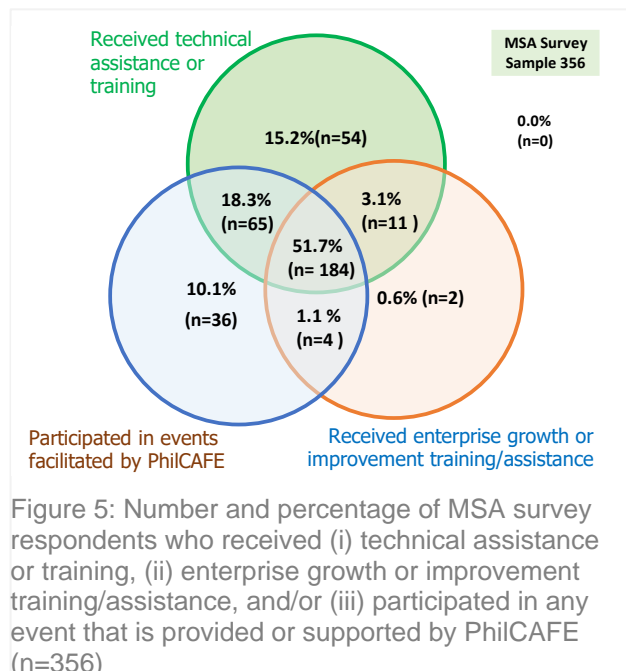 Received technical
assistance or
training
MSA Survey
Sample 356
0.0%
(n=0)
15.2%(n=54)
18.3%
(n=65)
3.1%
(n=11 )
51.7%
(n= 184)
10.1%
(n=36)
1.1 %
(n=4 )
0.6% (n=2)
Participated in events
facilitated by PhilCAFE
Received enterprise growth or
improvement training/assistance
Figure 5: Number and percentage of MSA survey
respondents who received (i) technical assistance
or training, (ii) enterprise growth or improvement
training/assistance, and/or (iii) participated in any
event that is provided or supported by PhilCAFE
(n=356)